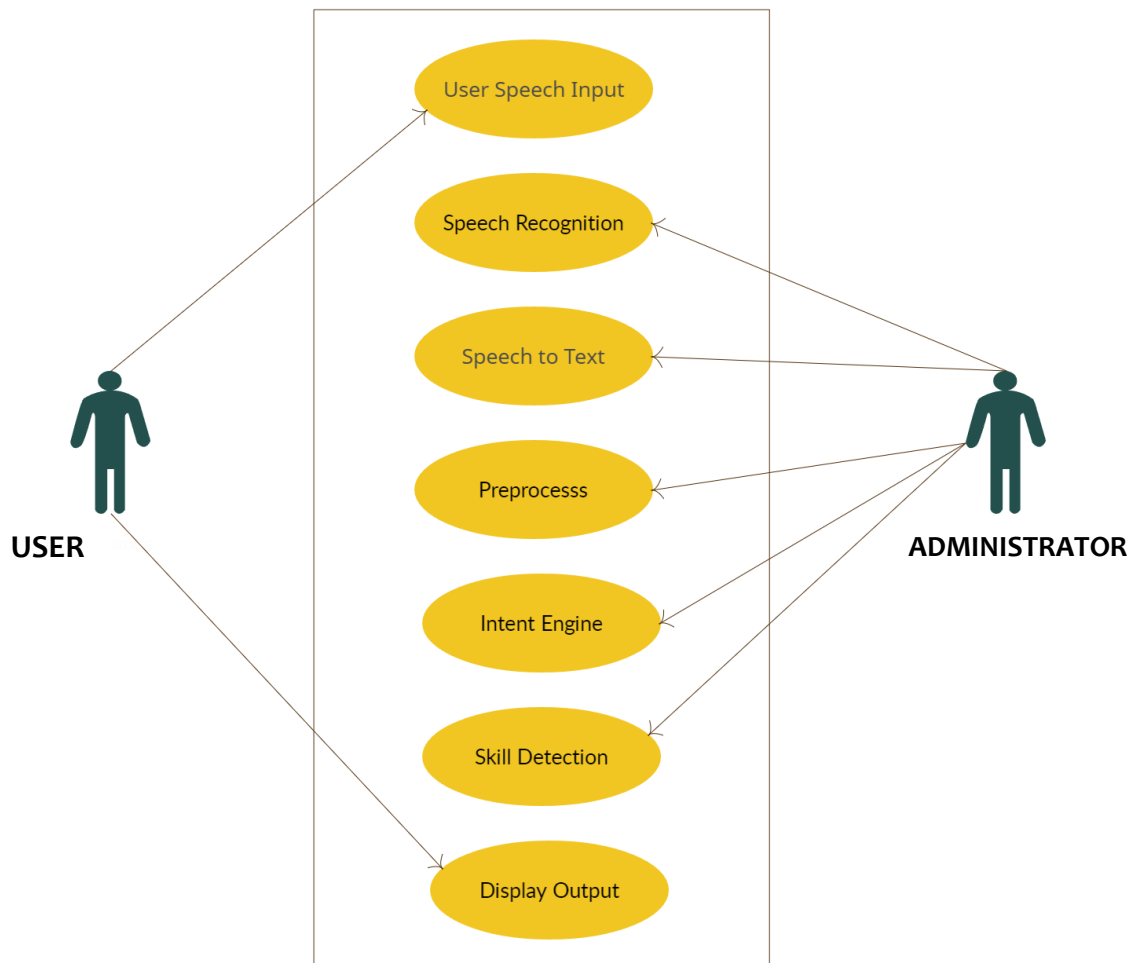 User Speech Input
Speech Recognition
Speech to Text
Preprocesss
USER
ADMINISTRATOR
Intent Engine
Skill Detection
Display Output